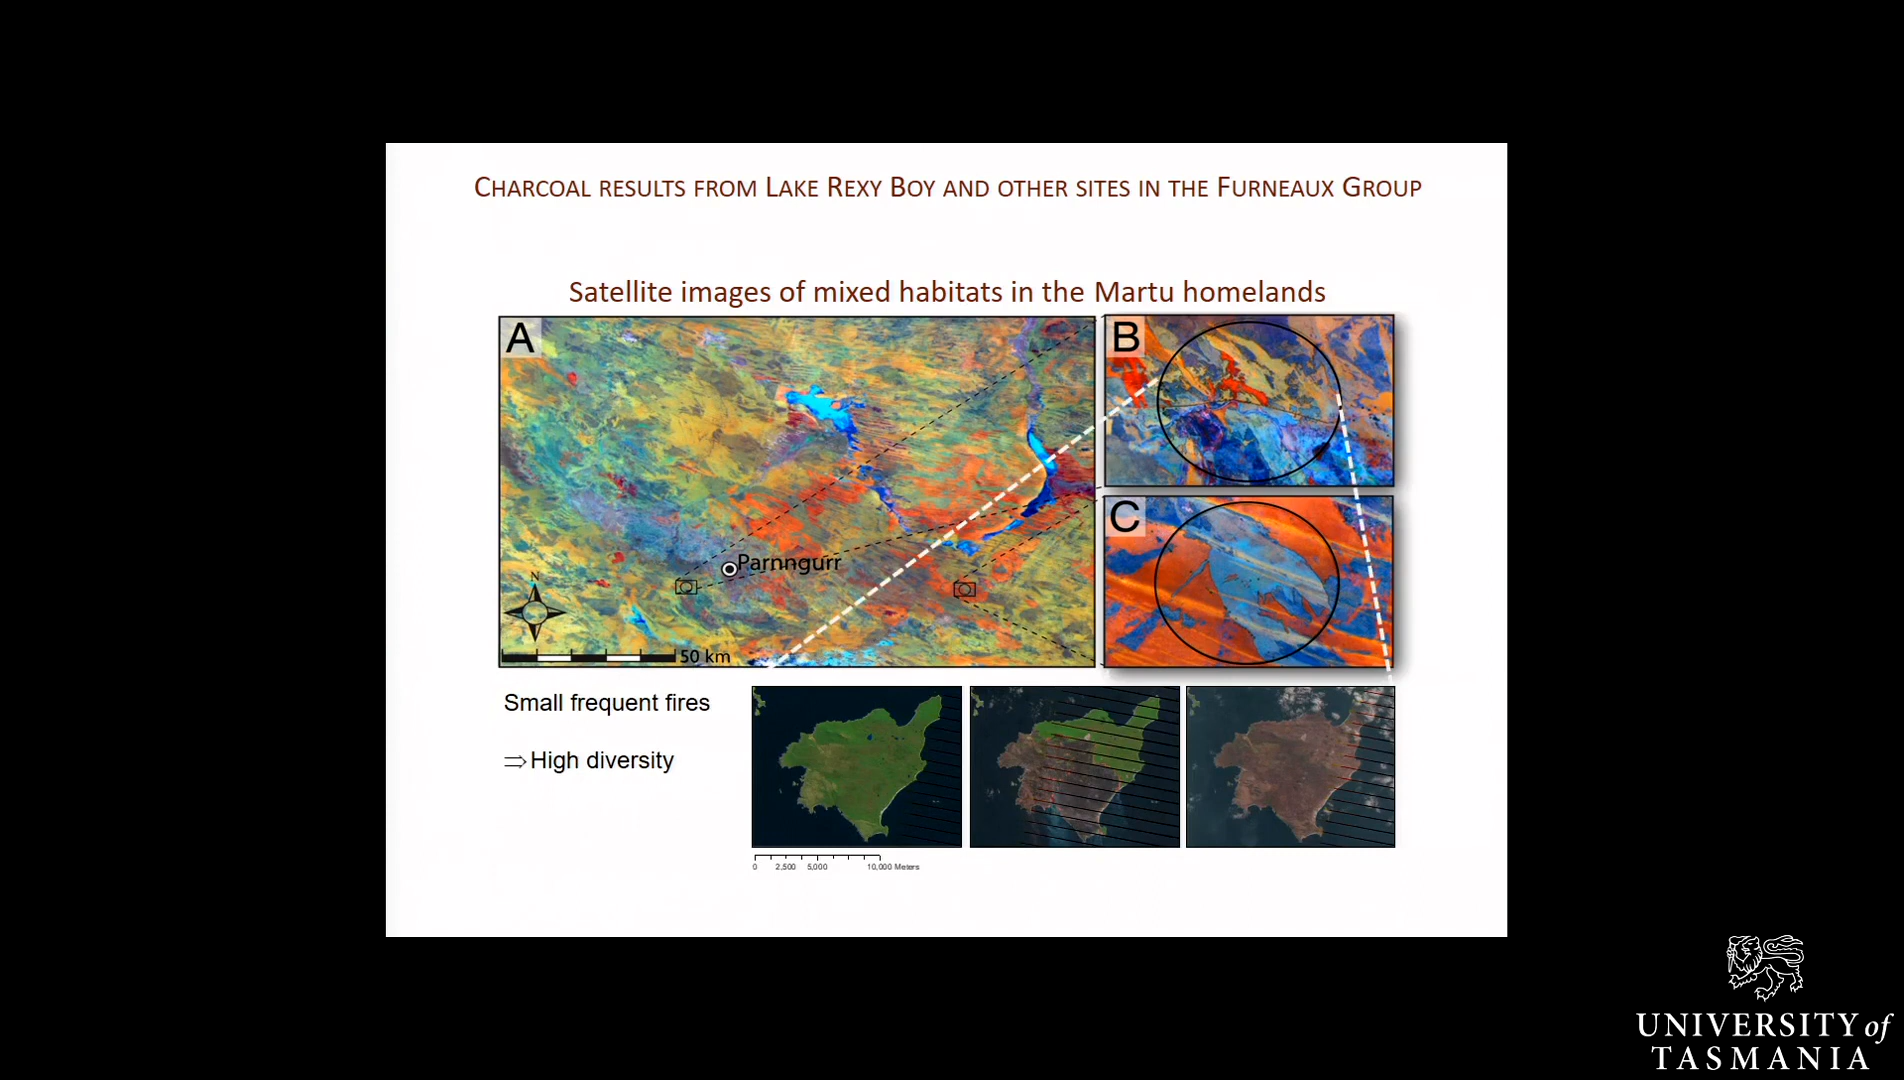 CHARCOAL RESULTS FROM LAKE REXY BOY AND OTHER SITES IN THE FURNEAUX GROUP
Satellite images of mixed habitats in the Martu homelands
A
B
C
Parnngurr
N
50 km
Small frequent fires
⇒ High diversity
0 2,500 5,000 10,000 Meters
UNIVERSITY of
TASMANIA